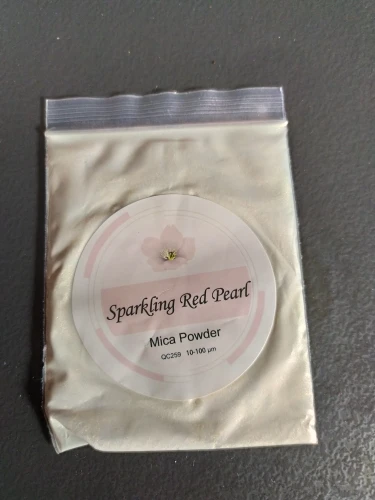 Sparkling Red Pearl
Mica Powder
QC259 10-100 μm